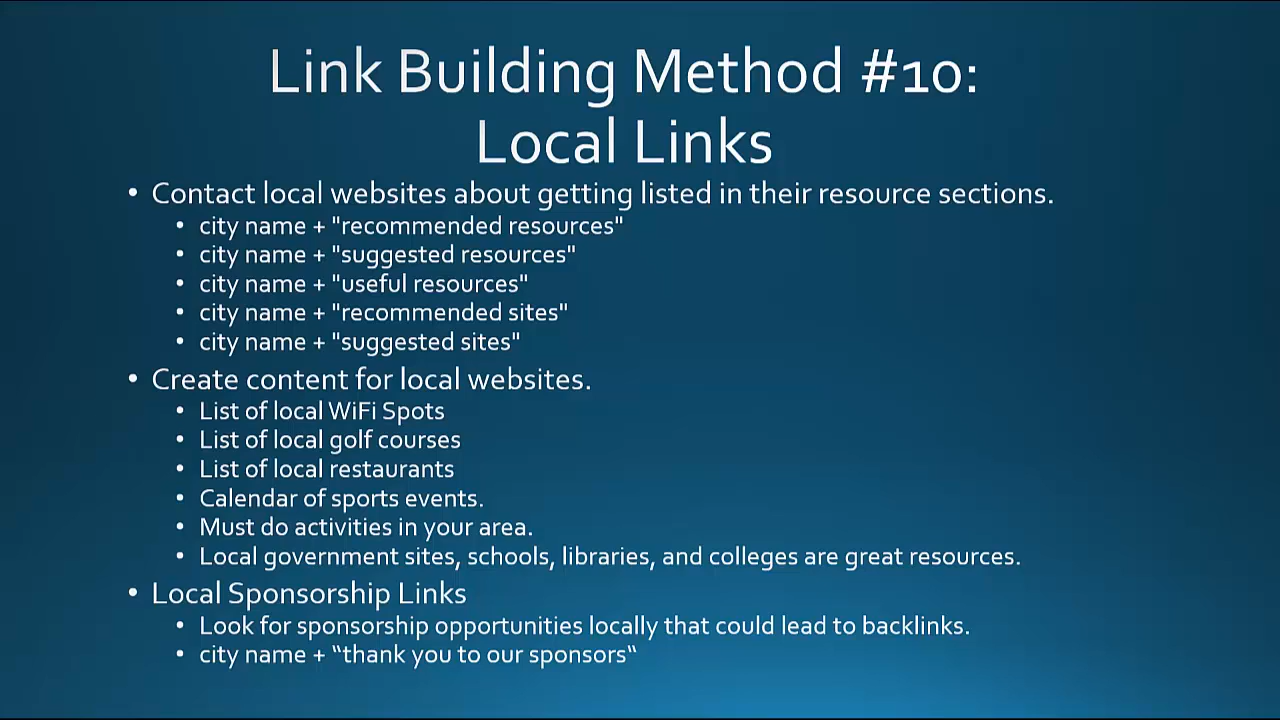 Link Building Method #10:
Local Links
• Contact local websites about getting listed in their resource sections.
• city name + "recommended resources"
• city name + "suggested resources"
• city name + "useful resources"
• city name + "recommended sites"
• city name + "suggested sites"
• Create content for local websites.
• List of local WiFi Spots
• List of local golf courses
• List of local restaurants
• Calendar of sports events.
• Must do activities in your area.
• Local government sites, schools, libraries, and colleges are great resources.
• Local Sponsorship Links
• Look for sponsorship opportunities locally that could lead to backlinks.
• city name + “thank you to our sponsors“